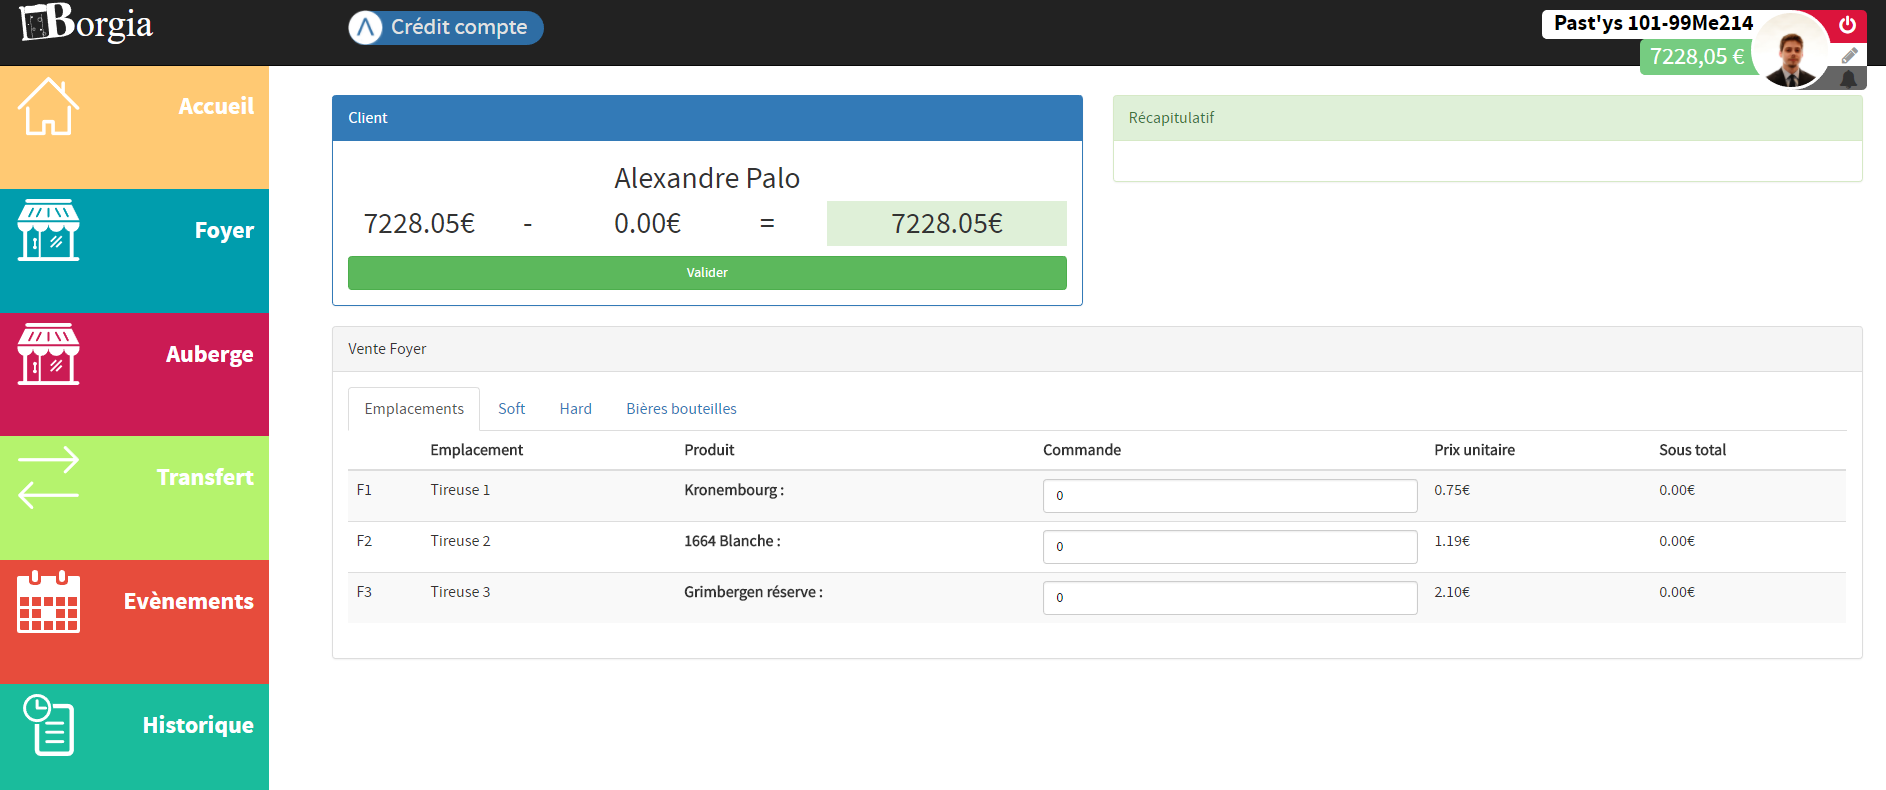 Borgia
Crédit compte
Past'ys 101-99Me214
7228,05 €
Accueil
Foyer
Auberge
Transfert
Evènements
Historique
Client
Alexandre Palo
7228.05€ - 0.00€ = 7228.05€
Valider
Récapitulatif
Vente Foyer
Emplacements Soft Hard Bières bouteilles
Emplacement Produit Commande Prix unitaire Sous total
F1 Tireuse 1 Kronembourg : 0 0.75€ 0.00€
F2 Tireuse 2 1664 Blanche : 0 1.19€ 0.00€
F3 Tireuse 3 Grimbergen réserve : 0 2.10€ 0.00€